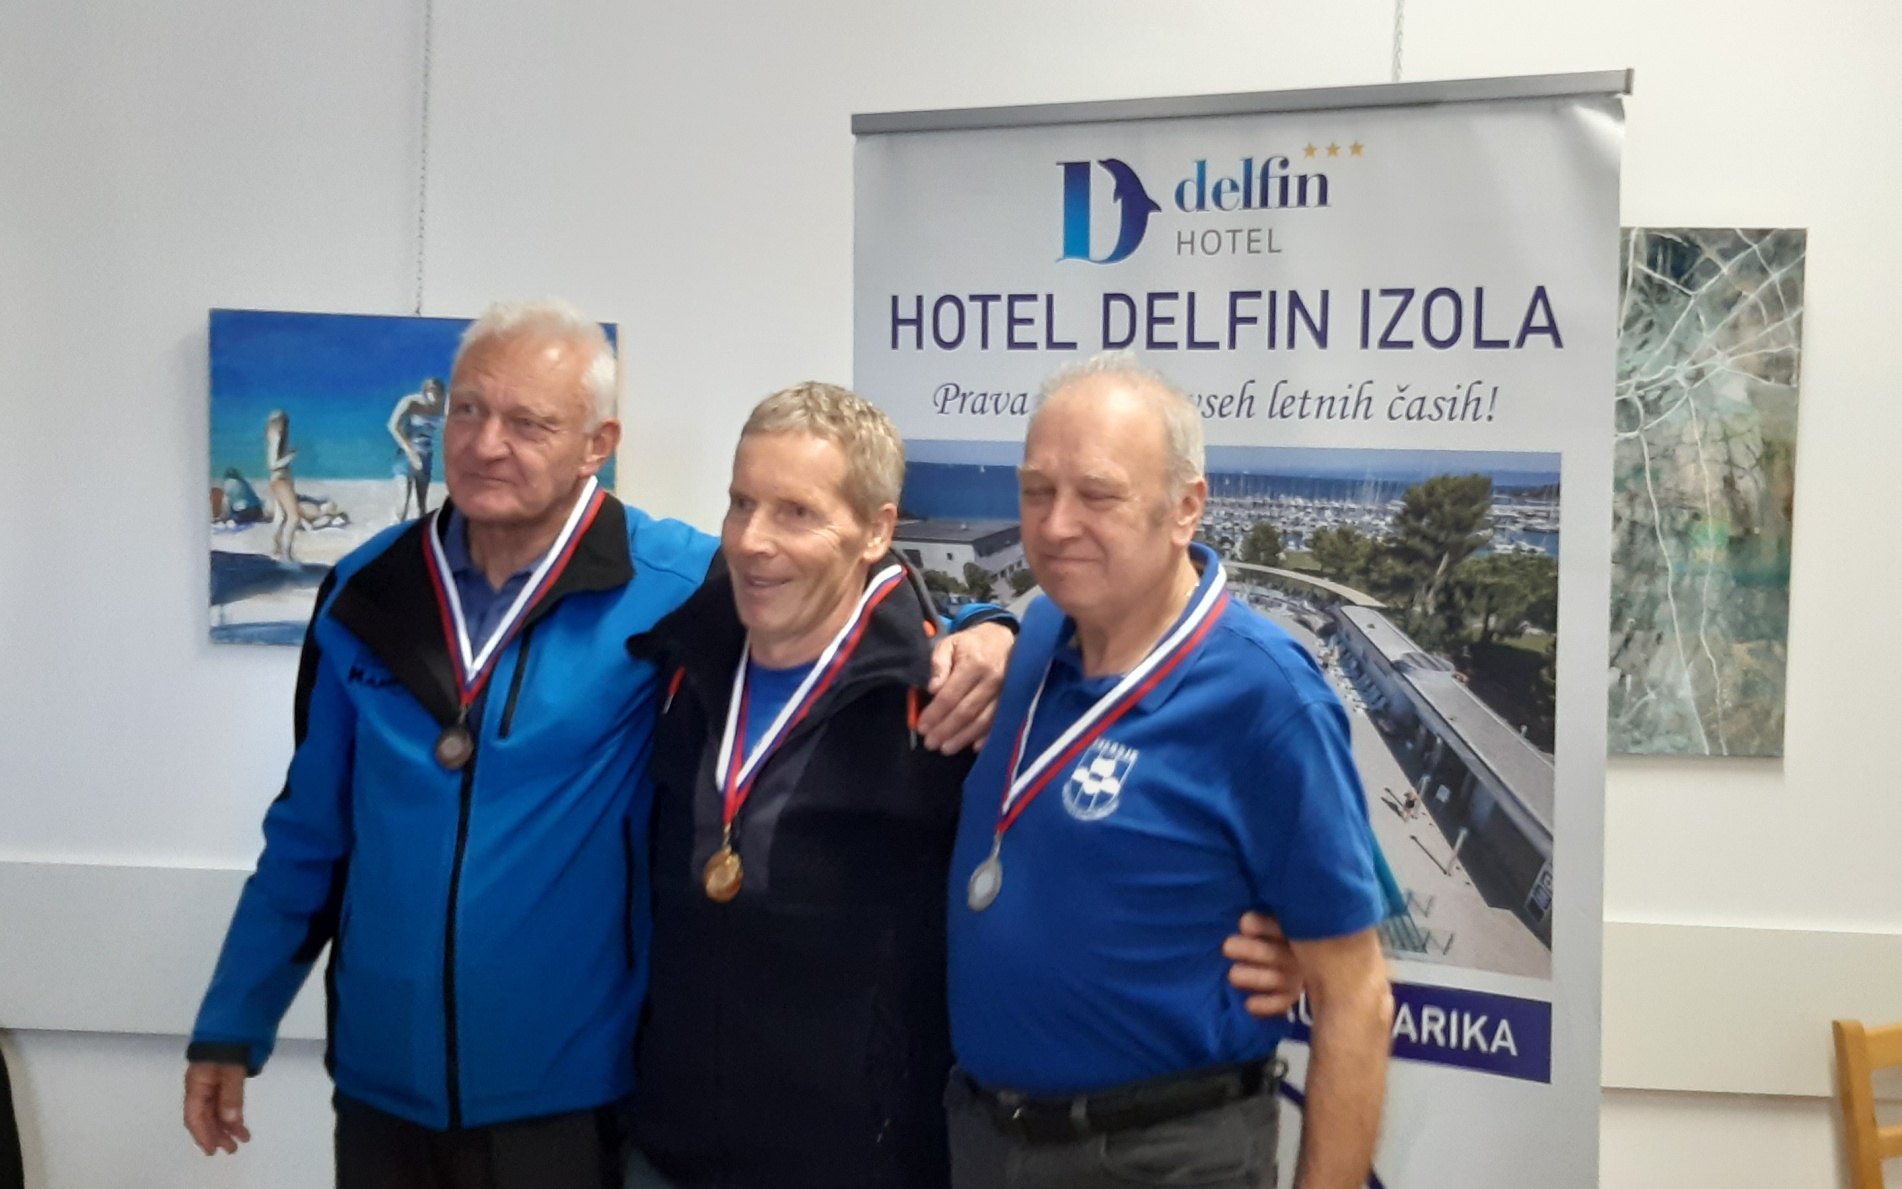 delfin
HOTEL
HOTEL DELFIN IZOLA
Prava vseh letnih časih!
ARIKA